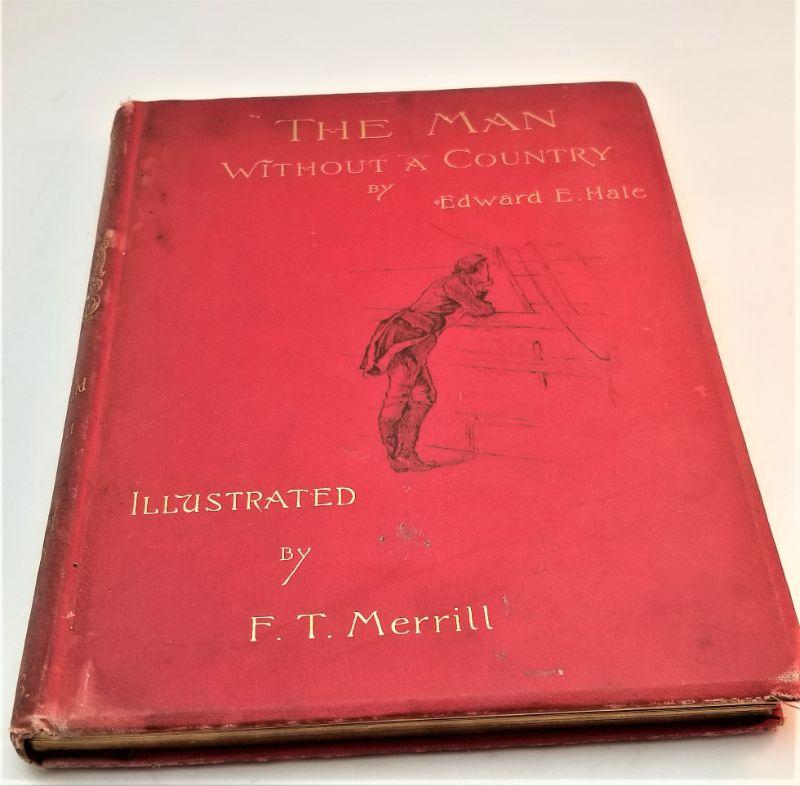 THE MAN
WITHOUT A COUNTRY
BY
Edward E. Hale
ILLUSTRATED
BY
F. T. Merrill